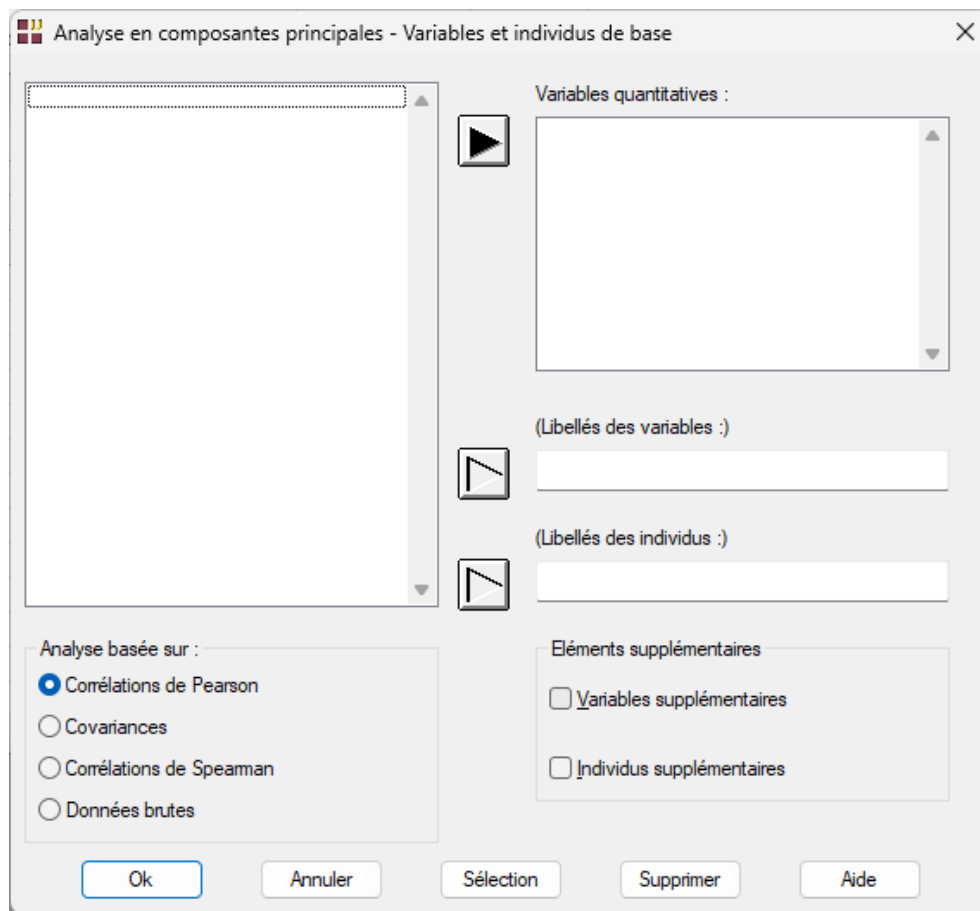 Analyse en composantes principales - Variables et individus de base
Variables quantitatives :
(Libellés des variables :)
(Libellés des individus :)
Analyse basée sur :
Corrélations de Pearson
Covariances
Corrélations de Spearman
Données brutes
Eléments supplémentaires
Variables supplémentaires
Individus supplémentaires
Ok
Annuler
Sélection
Supprimer
Aide